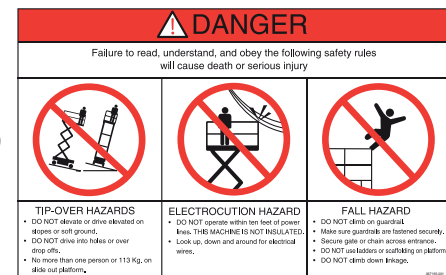 DANGER
Failure to read, understand, and obey the following safety rules
will cause death or serious injury
TIP-OVER HAZARDS
• DO NOT elevate or drive elevated on
slopes or soft ground.
• DO NOT drive into holes or over
drop offs.
• No more than one person or 113 Kg, on
slide out platform.
ELECTROCUTION HAZARD
• DO NOT operate within ten feet of power
lines. THIS MACHINE IS NOT INSULATED.
• Look up, down and around for electrical
wires.
FALL HAZARD
• DO NOT climb on guardrail.
• Make sure guardrails are fastened securely.
• Secure gate or chain across entrance.
• DO NOT use ladders or scaffolding on platform
• DO NOT climb down linkage.